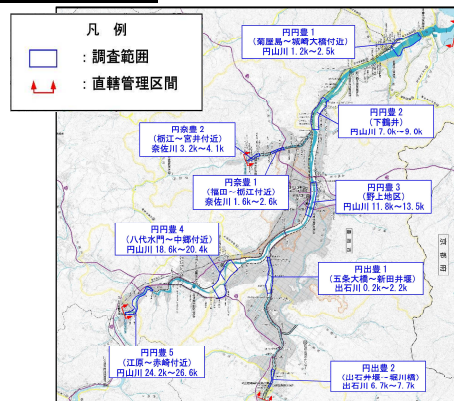 凡 例
：調査範囲
：直轄管理区間
円円豊1
(菊屋島～城崎大橋付近)
円山川 1.2k～2.5k
円円豊2
(下鶴井)
円山川 7.0k～9.0k
円奈豊2
(栃江～宮井付近)
奈佐川 3.2k～4.1k
円奈豊1
(福田～栃江付近)
奈佐川 1.6k～2.6k
円円豊3
(野上地区)
円山川 11.8k～13.5k
円円豊4
(八代水門～中郷付近)
円山川 18.6k～20.4k
円出豊1
(五条大橋～新田井堰)
出石川 0.2k～2.2k
円円豊5
(江原～赤崎付近)
円山川 24.2k～26.6k
円出豊2
出石川 6.7k～7.7k
京都府